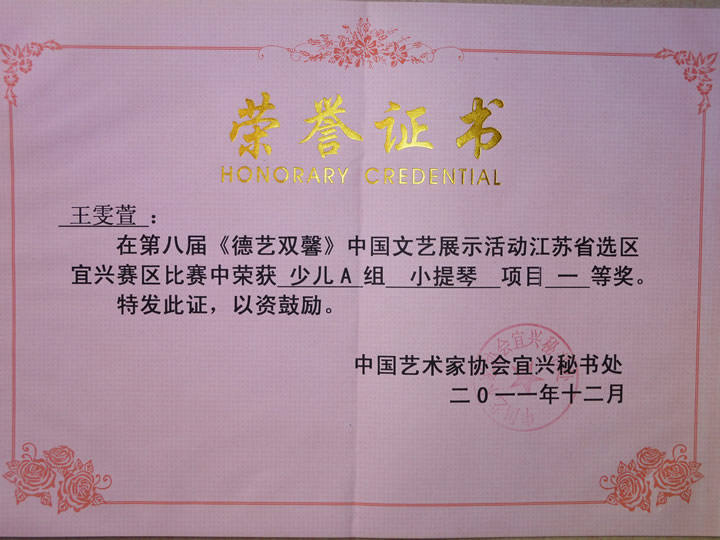 荣誉证书
HONORARY CREDENTIAL
王雯萱：
在第八届《德艺双馨》中国文艺展示活动江苏省选区
宜兴赛区比赛中荣获 少儿A 组 小提琴 项目 一 等奖。
特发此证，以资鼓励。
中国艺术家协会宜兴秘书处
二0一一年十二月